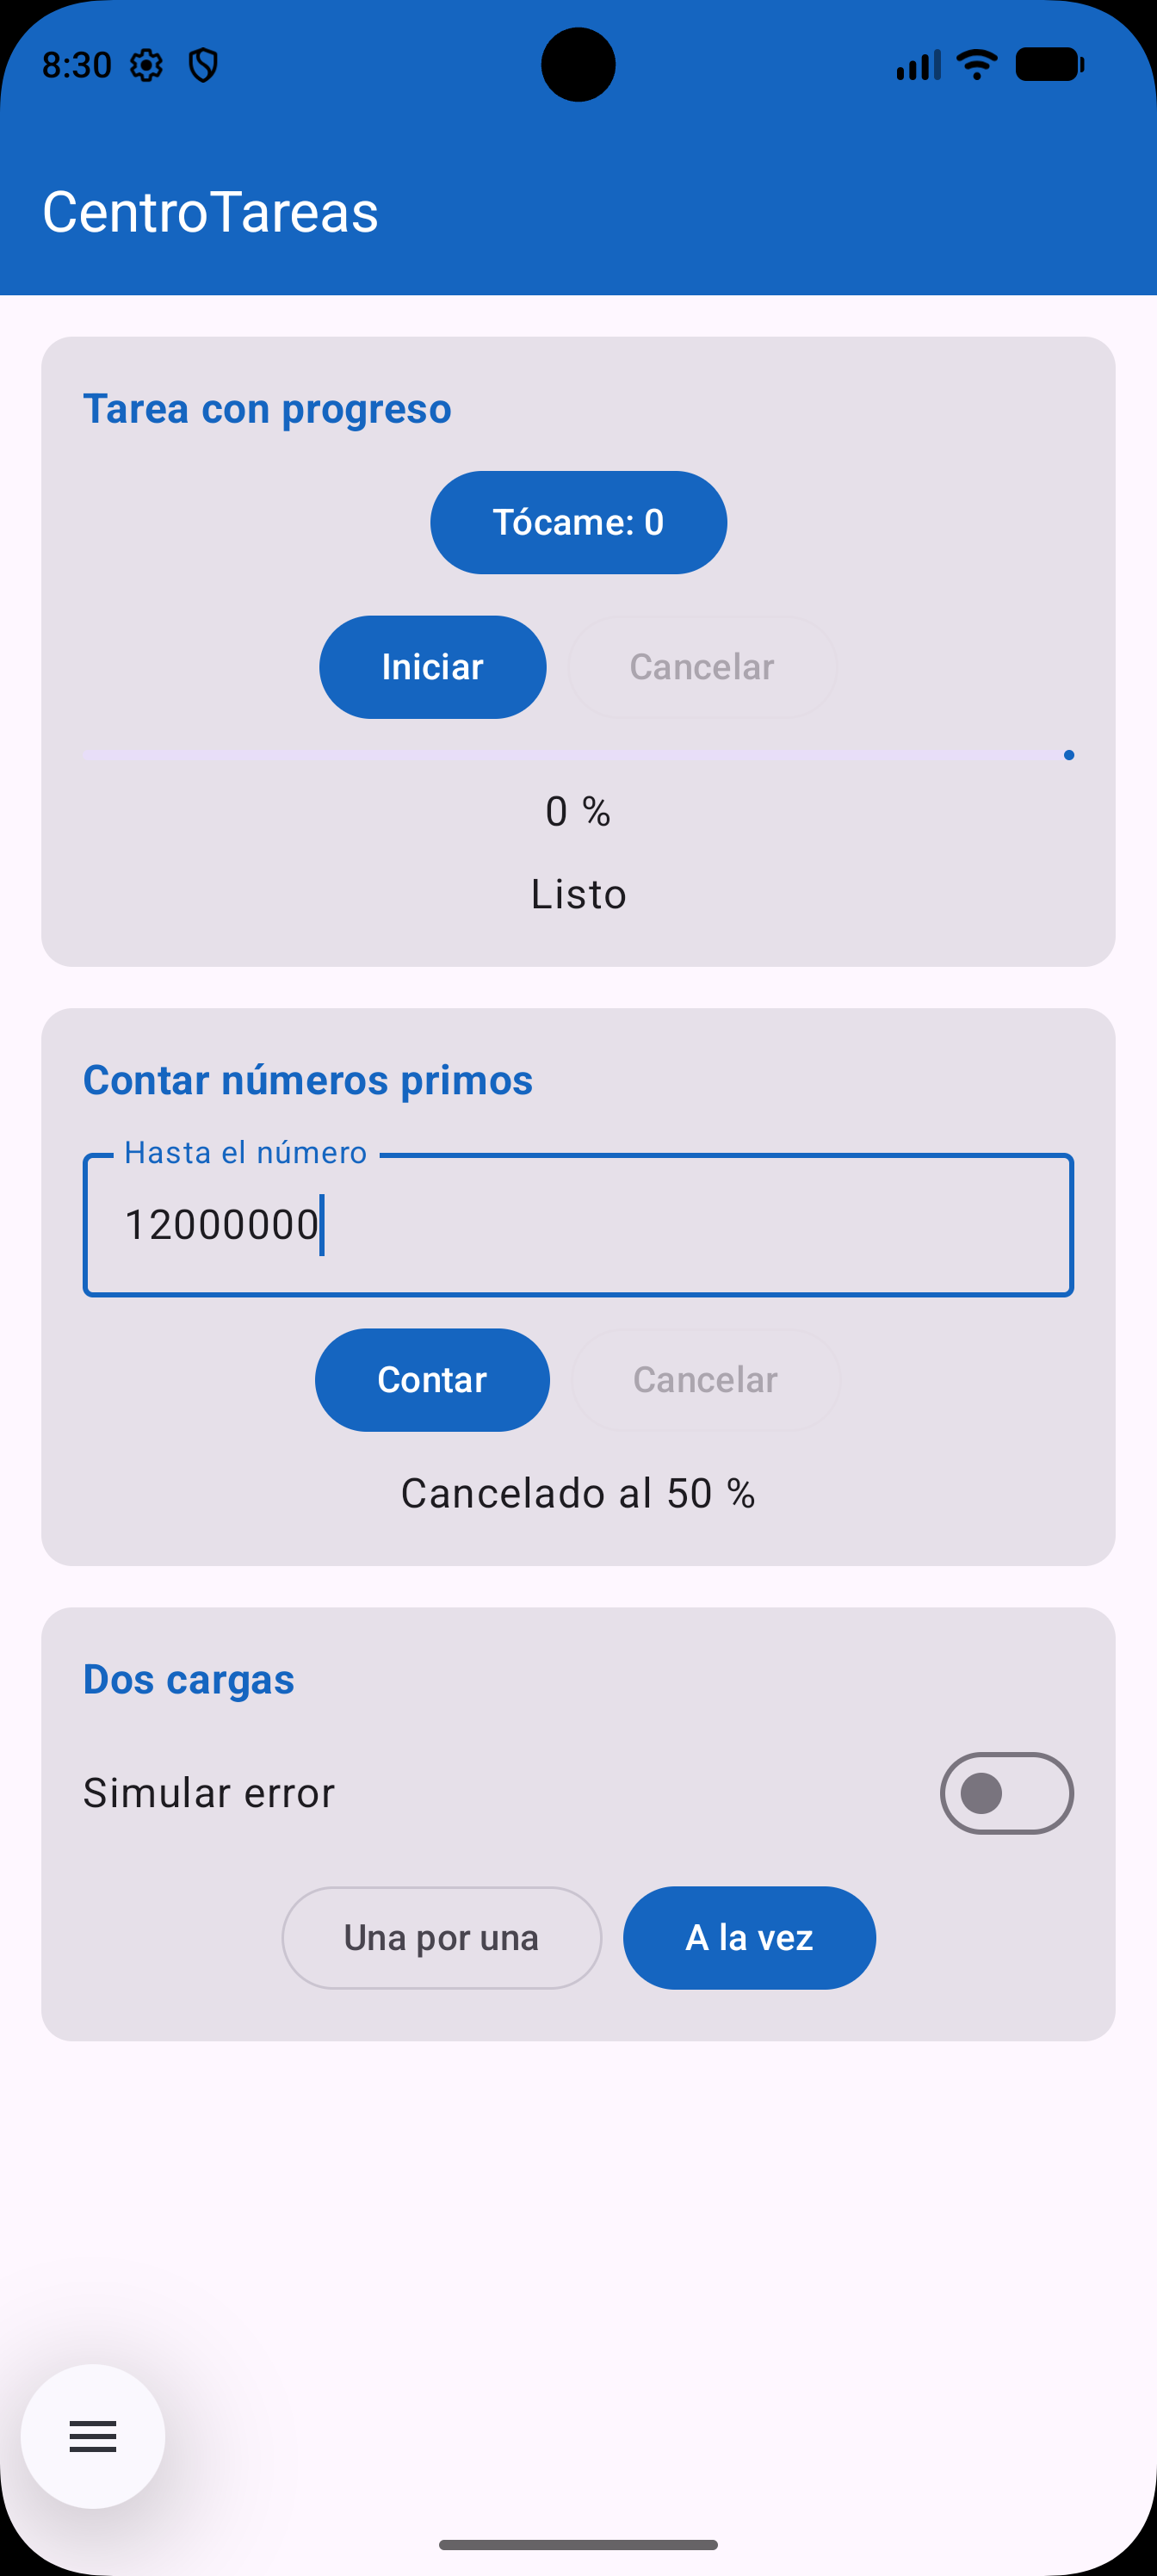 8:30
CentroTareas
Tarea con progreso
Tócame: 0
Iniciar Cancelar
0 %
Listo
Contar números primos
Hasta el número
12000000
Contar Cancelar
Cancelado al 50 %
Dos cargas
Simular error
Una por una A la vez